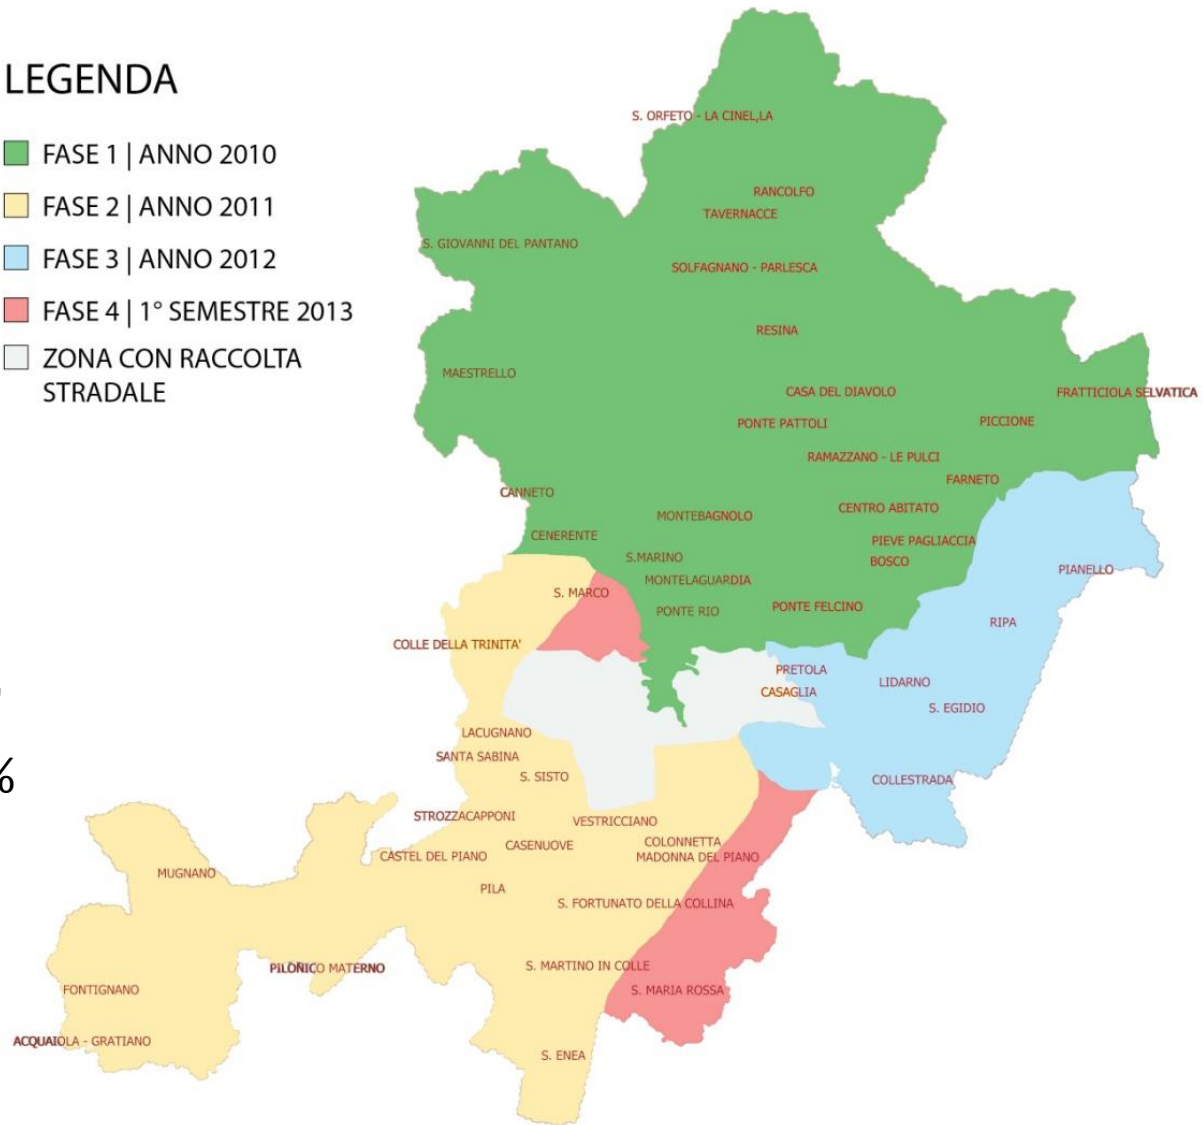 LEGENDA
FASE 1 | ANNO 2010
FASE 2 | ANNO 2011
FASE 3 | ANNO 2012
FASE 4 | 1° SEMESTRE 2013
ZONA CON RACCOLTA
STRADALE
S. ORFETO - LA CINEL,LA
RANCOLFO
TAVERNACCE
S. GIOVANNI DEL PANTANO
SOLFAGNANO - PARLESCA
RESINA
MAESTRELLO
CASA DEL DIAVOLO
FRATTICIOLA SELVATICA
PONTE PATTOLI
PICCIONE
RAMAZZANO - LE PULCI
FARNETO
CANNETO
CENTRO ABITATO
MONTEBAGNOLO
CENERENTE
PIEVE PAGLIACCIA
S.MARINO
BOSCO
PIANELLO
MONTELAGUARDIA
S. MARCO
PONTE RIO
PONTE FELCINO
RIPA
COLLE DELLA TRINITA'
PRETOLA
LIDARNO
CASAGLIA
S. EGIDIO
LACUGNANO
SANTA SABINA
S. SISTO
COLLESTRADA
%
STROZZACAPPONI
VESTRICCIANO
CASENUOVE
COLONNETTA
CASTEL DEL PIANO
MADONNA DEL PIANO
MUGNANO
PILA
S. FORTUNATO DELLA COLLINA
S. MARTINO IN COLLE
PILONICO MATERNO
FONTIGNANO
S. MARIA ROSSA
ACQUAIOLA - GRATIANO
S. ENEA